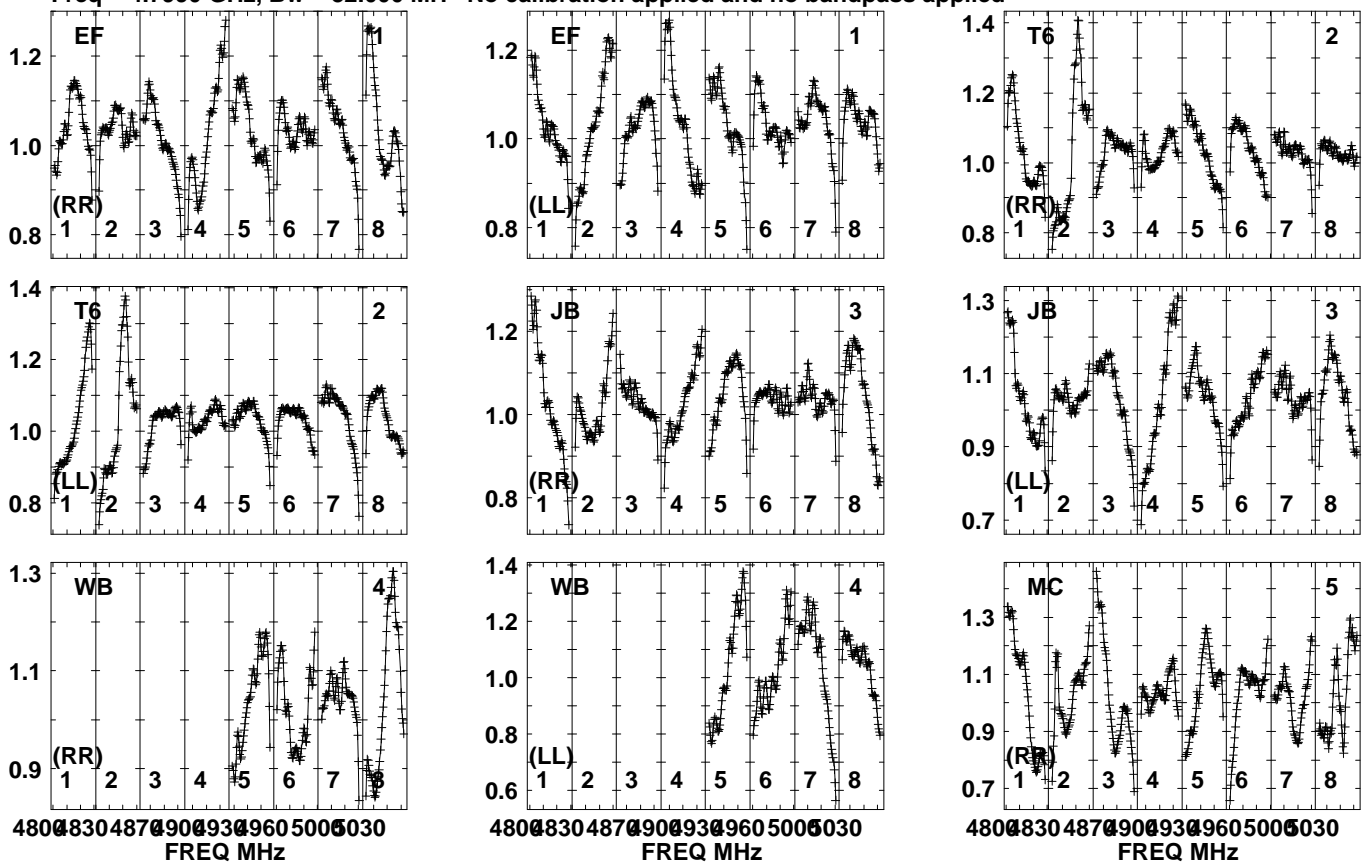 Freq = GHz, Bw = 32.000 MH No calibration applied and no bandpass applied
EF 1
1.2
1.0
0.8
(RR)
1 2 3 4 5 6 7 8
EF 1
1.2
1.0
0.8
(LL)
1 2 3 4 5 6 7 8
T6 2
1.4
1.2
1.0
0.8
(RR)
1 2 3 4 5 6 7 8
T6 2
1.4
1.2
1.0
0.8
(LL)
1 2 3 4 5 6 7 8
JB 3
1.2
1.0
0.8
(RR)
1 2 3 4 5 6 7 8
JB 3
1.3
1.1
0.9
0.7
(LL)
1 2 3 4 5 6 7 8
WB 4
1.3
1.1
0.9
(RR)
1 2 3 4 5 6 7 8
4800 4830 4870 4900 4930 4960 5000 5030
FREQ MHz
WB 4
1.4
1.2
1.0
0.8
0.6
(LL)
1 2 3 4 5 6 7 8
4800 4830 4870 4900 4930 4960 5000 5030
FREQ MHz
MC 5
1.3
1.1
0.9
0.7
(RR)
1 2 3 4 5 6 7 8
4800 4830 4870 4900 4930 4960 5000 5030
FREQ MHz